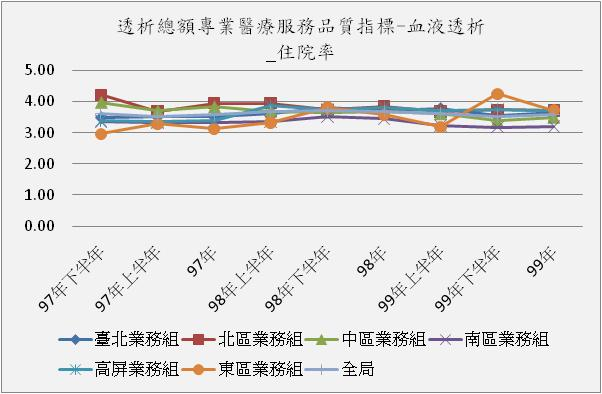 透析總額專業醫療服務品質指標-血液透析
_住院率
5.00
4.00
3.00
2.00
1.00
0.00
97年下半年
97年上半年
97年
98年上半年
98年下半年
98年
99年上半年
99年下半年
99年
臺北業務組
北區業務組
中區業務組
南區業務組
高屏業務組
東區業務組
全局